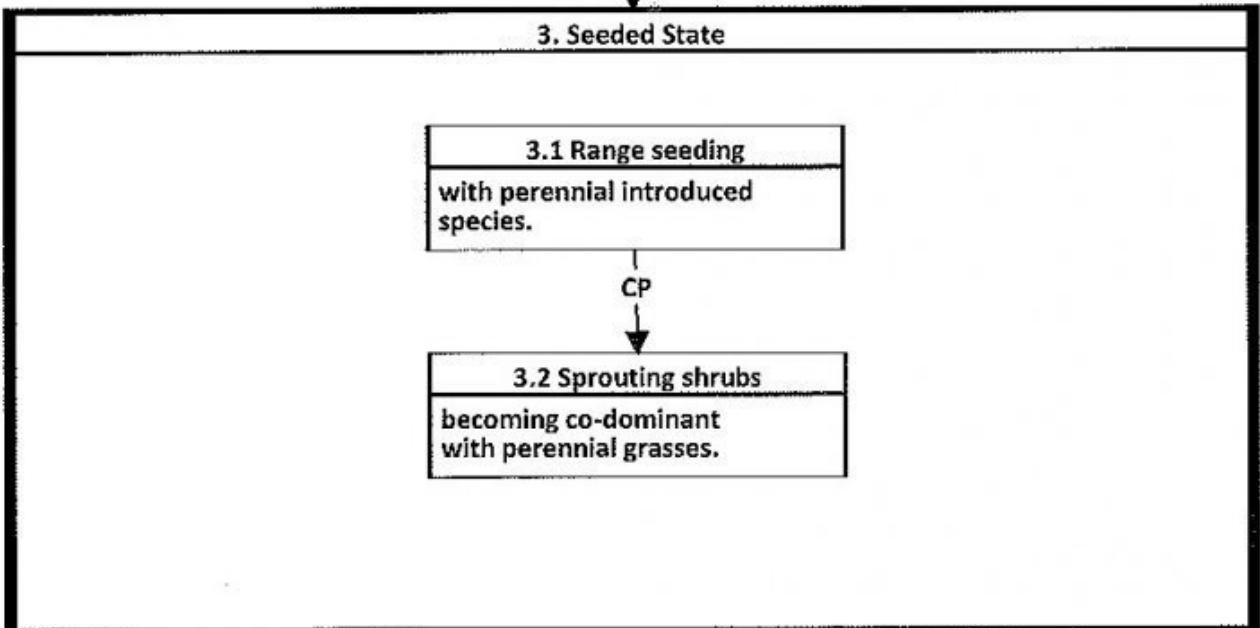 3. Seeded State
3.1 Range seeding
with perennial introduced
species.
CP
3.2 Sprouting shrubs
becoming co-dominant
with perennial grasses.